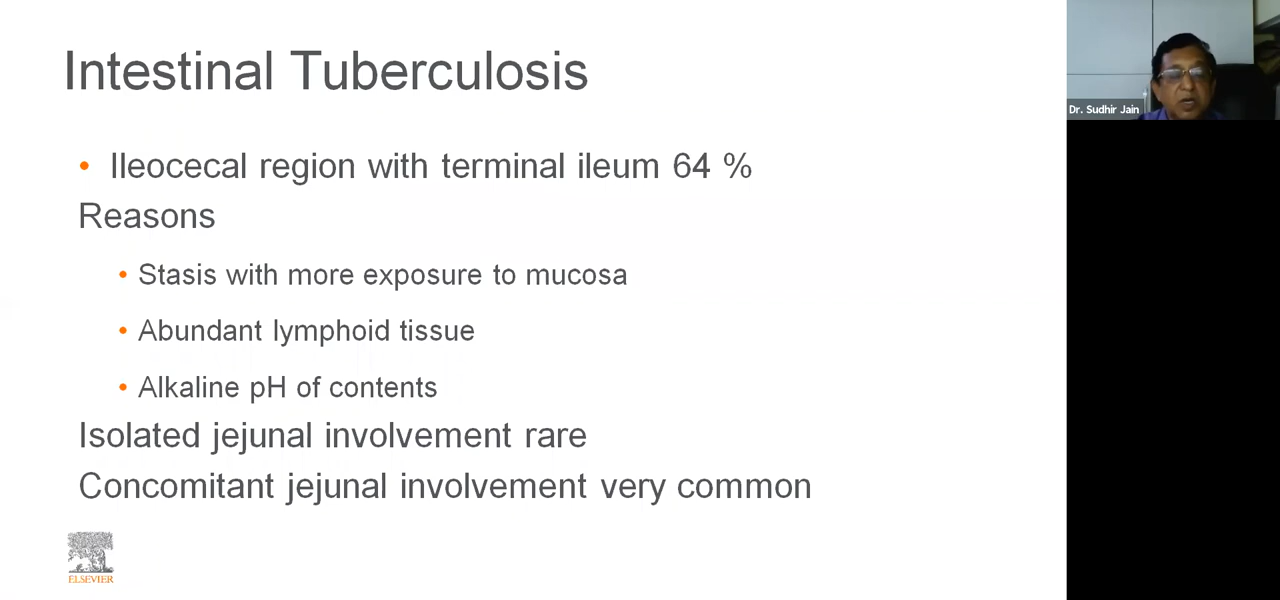 Intestinal Tuberculosis
• Ileocecal region with terminal ileum 64 %
Reasons
• Stasis with more exposure to mucosa
• Abundant lymphoid tissue
• Alkaline pH of contents
Isolated jejunal involvement rare
Concomitant jejunal involvement very common
ELSEVIER
Dr. Sudhir Jain